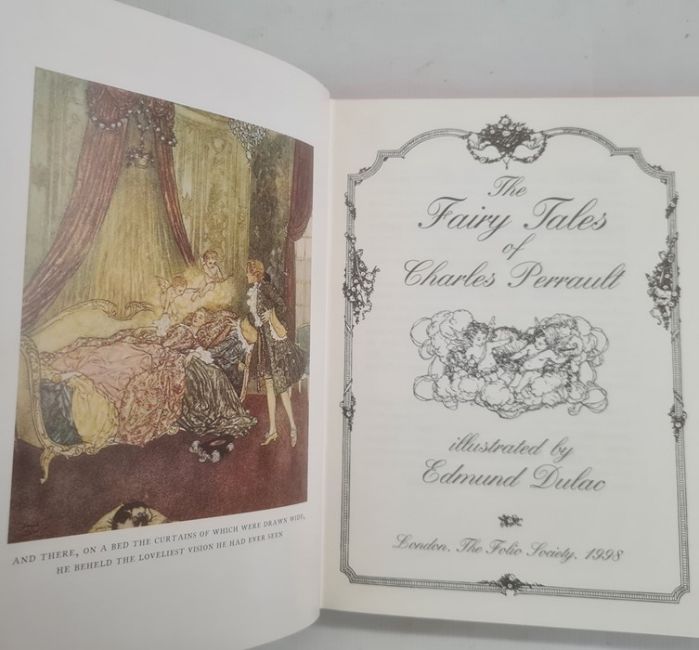 AND THERE, ON A BED THE CURTAINS OF WHICH WERE DRAWN WIDE,
HE BEHELD THE LOVELIEST VISION HE HAD EVER SEEN
The
Fairy Tales
of
Charles Perrault
illustrated by
Edmund Dulac
London. The Folio Society. 1998